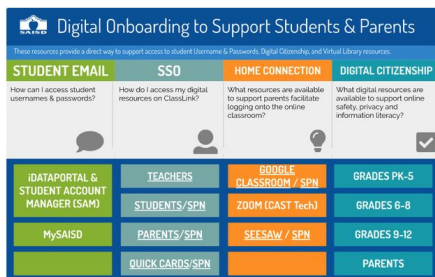 SAISD
Digital Onboarding to Support Students & Parents
These resources provide a direct way to support access to student Username & Passwords, Digital Citizenship, and Virtual Library resources.
STUDENT EMAIL
How can I access student
usernames & passwords?
SSO
How do I access my digital
resources on ClassLink?
HOME CONNECTION
What resources are available
to support parents facilitate
logging onto the online
classroom?
DIGITAL CITIZENSHIP
What digital resources are
available to support online
safety, privacy and
information literacy?
iDATAPORTAL &
STUDENT ACCOUNT
MANAGER (SAM)
MySAISD
TEACHERS
STUDENTS/SPN
PARENTS/SPN
QUICK CARDS/SPN
GOOGLE
CLASSROOM / SPN
ZOOM (CAST Tech)
SEESAW / SPN
GRADES PK-5
GRADES 6-8
GRADES 9-12
PARENTS